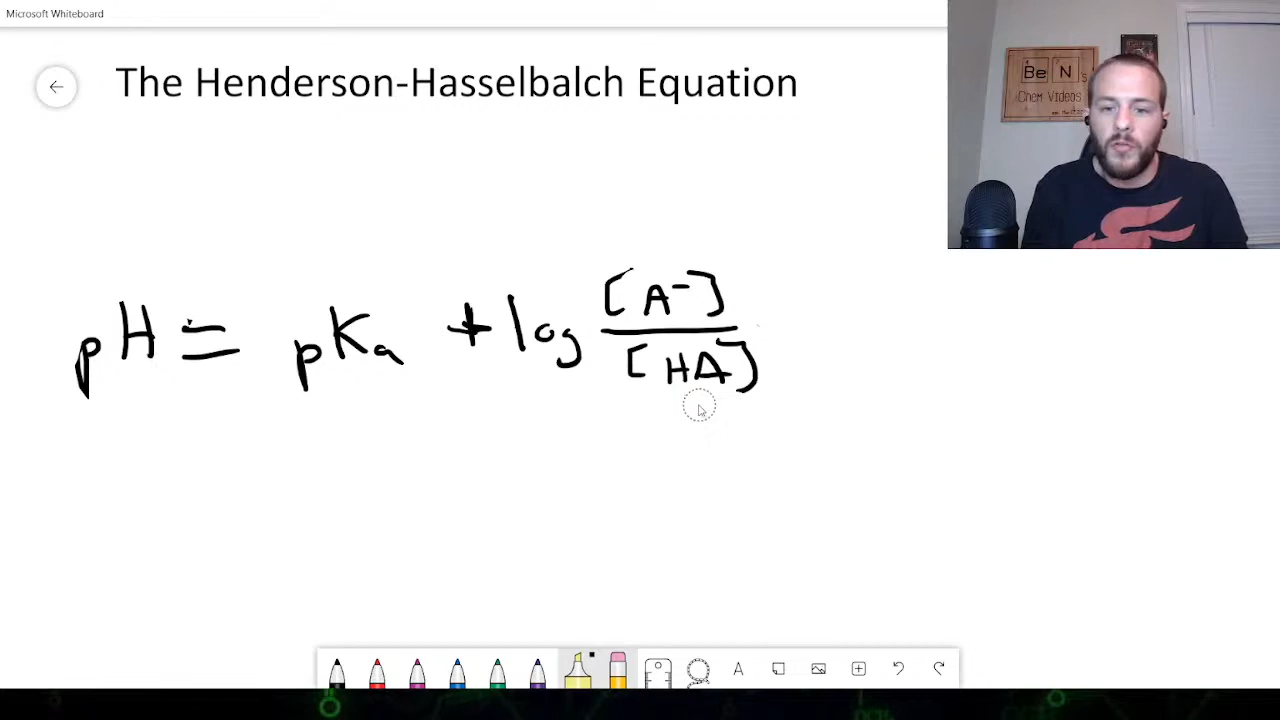 Microsoft Whiteboard
The Henderson-Hasselbalch Equation
Be N's
Chem Videos
pH = pKa + log [A-]
[HA]
A